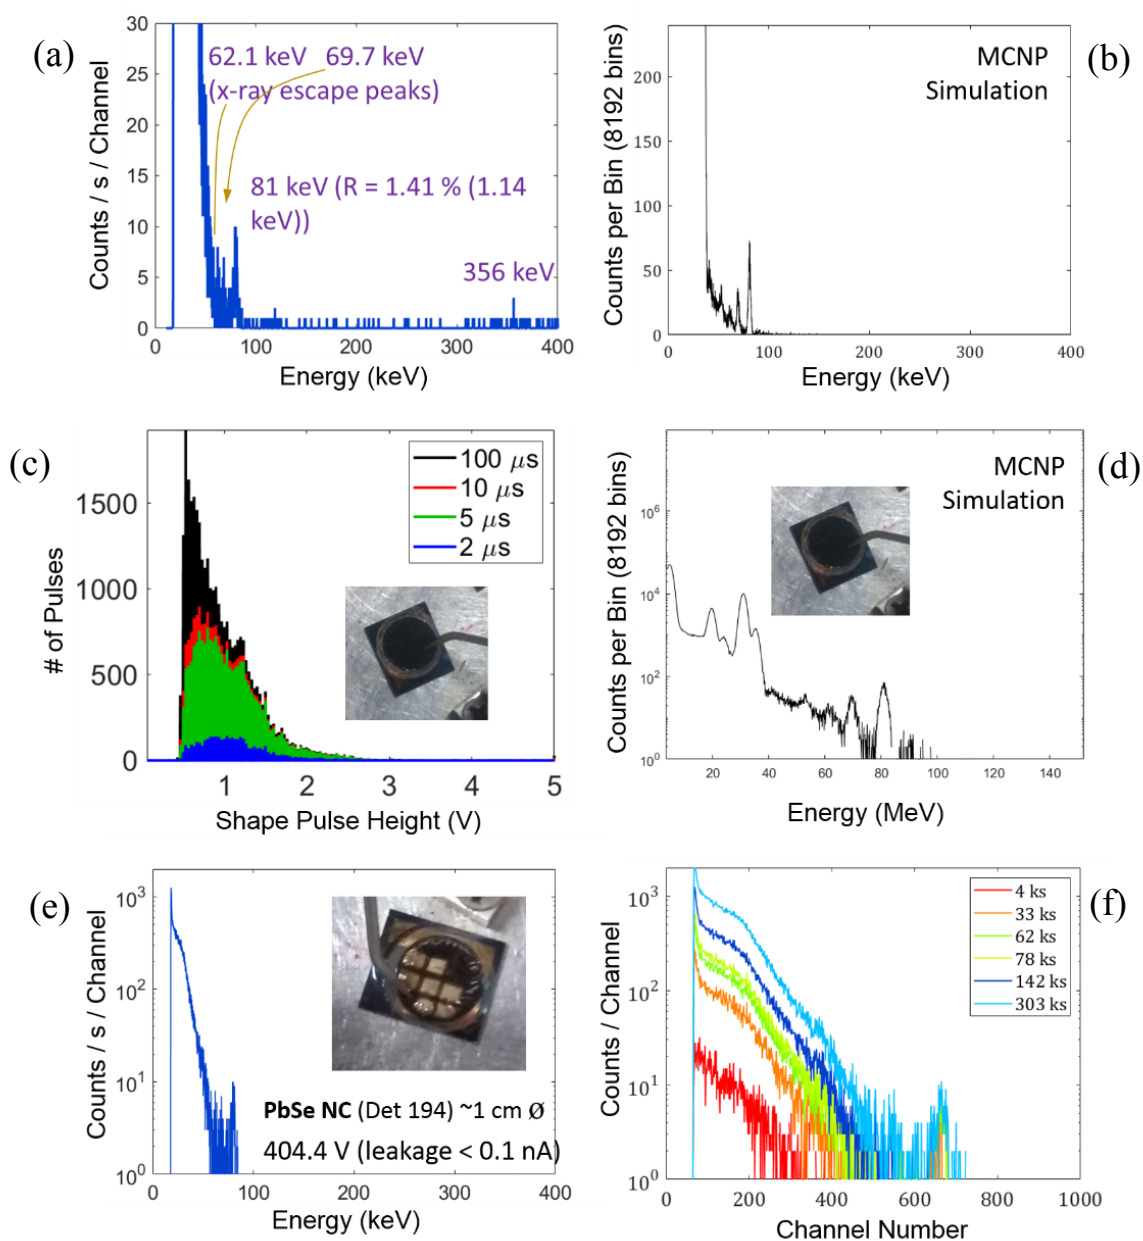 (a)
30
25
20
15
10
5
0
Counts / s / Channel
62.1 keV 69.7 keV
(x-ray escape peaks)
81 keV (R = 1.41 % (1.14
keV))
356 keV
0 100 200 300 400
Energy (keV)
(b)
200
150
100
50
0
Counts per Bin (8192 bins)
MCNP
Simulation
0 100 200 300 400
Energy (keV)
(c)
1500
1000
500
0
# of Pulses
100 μs
10 μs
5 μs
2 μs
1 2 3 4 5
Shape Pulse Height (V)
(d)
10⁶
10⁴
10²
10⁰
Counts per Bin (8192 bins)
MCNP
Simulation
20 40 60 80 100 120 140
Energy (MeV)
(e)
10³
10²
10¹
10⁰
Counts / s / Channel
PbSe NC (Det 194) ~1 cm Ø
404.4 V (leakage < 0.1 nA)
0 100 200 300 400
Energy (keV)
(f)
10³
10²
10¹
10⁰
Counts / Channel
4 ks
33 ks
62 ks
78 ks
142 ks
303 ks
0 200 400 600 800 1000
Channel Number